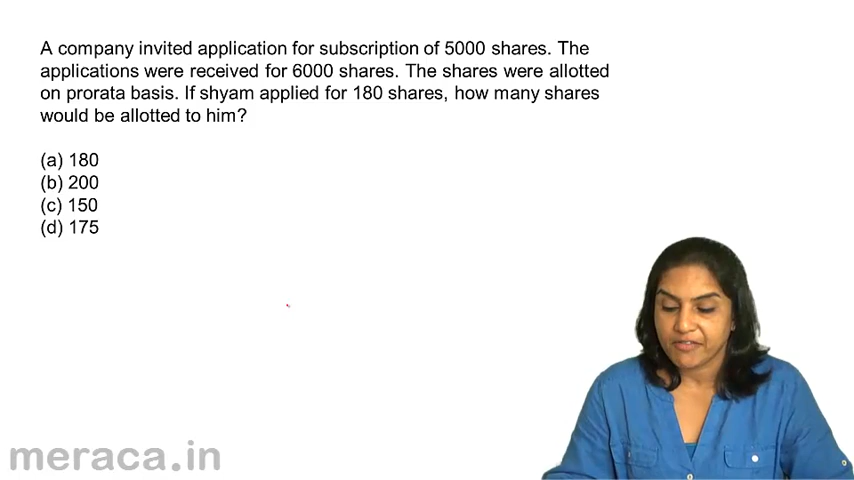 A company invited application for subscription of 5000 shares. The
applications were received for 6000 shares. The shares were allotted
on prorata basis. If shyam applied for 180 shares, how many shares
would be allotted to him?
(a) 180
(b) 200
(c) 150
(d) 175
meraca.in